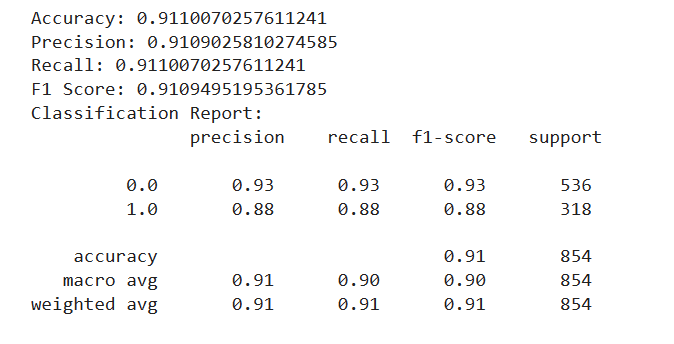 Accuracy: 0.9110070257611241
Precision: 0.9109025810274585
Recall: 0.9110070257611241
F1 Score: 0.9109495195361785
Classification Report:
precision recall f1-score support
0.0 0.93 0.93 0.93 536
1.0 0.88 0.88 0.88 318
accuracy 0.91 854
macro avg 0.91 0.90 0.90 854
weighted avg 0.91 0.91 0.91 854